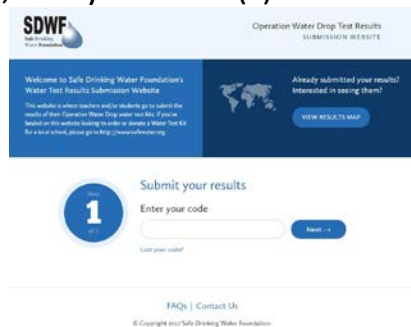 SDWF
Safe Drinking
Water Foundation
Operation Water Drop Test Results
SUBMISSION WEBSITE
Welcome to Safe Drinking Water Foundation's
Water Test Results Submission Website
This website is where teachers and/or students go to submit the
results of their Operation Water Drop water test kits. If you've
landed on this website looking to order or donate a Water Test Kit
for a local school, please go to http://www.safewater.org.
Already submitted your results?
Interested in seeing them?
VIEW RESULTS MAP
Step
1
of 7
Submit your results
Enter your code
Next →
Lost your code?
FAQs | Contact Us
© Copyright 2017 Safe Drinking Water Foundation.